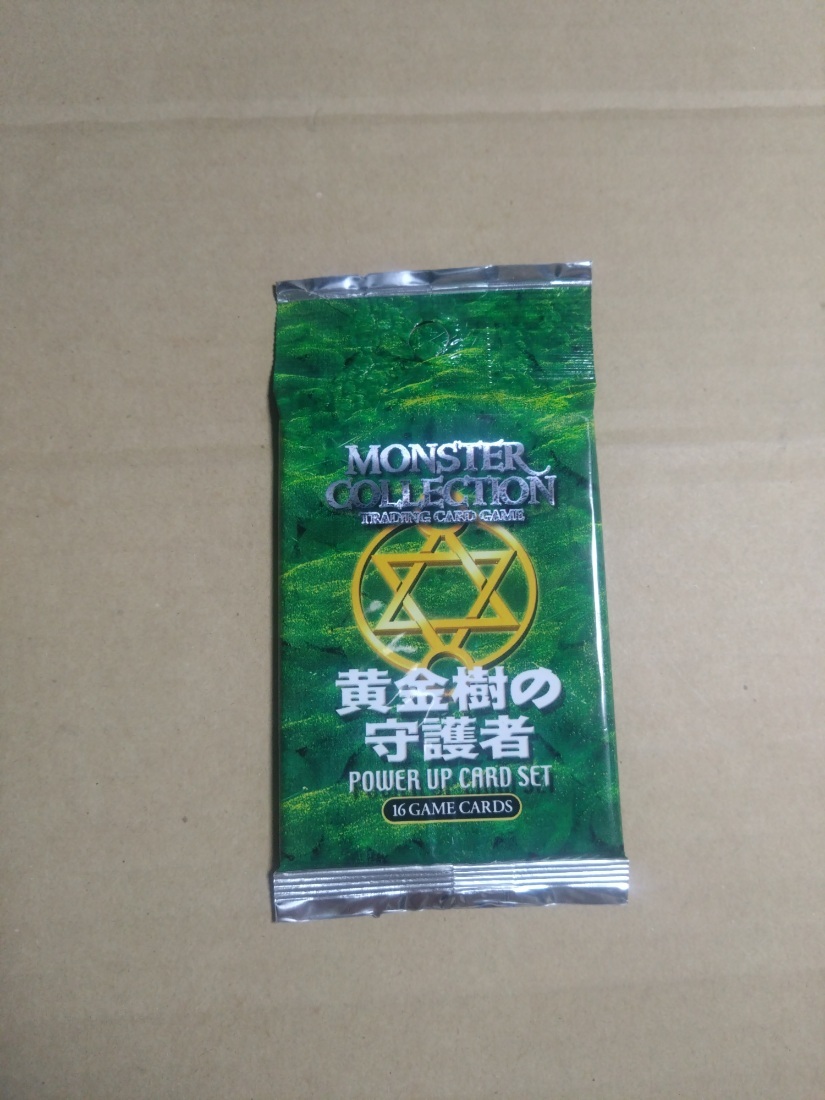 MONSTER
COLLECTION
TRADING CARD GAME
黄金樹の
守護者
POWER UP CARD SET
16 GAME CARDS